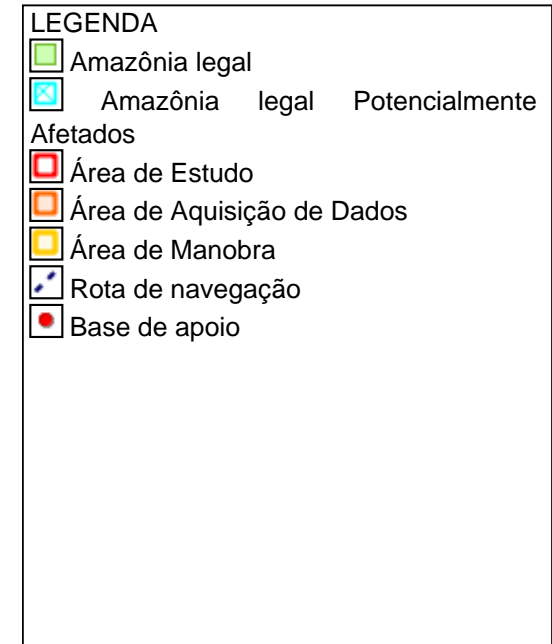 LEGENDA
Amazônia legal
Amazônia legal Potencialmente
Afetados
Área de Estudo
Área de Aquisição de Dados
Área de Manobra
Rota de navegação
Base de apoio